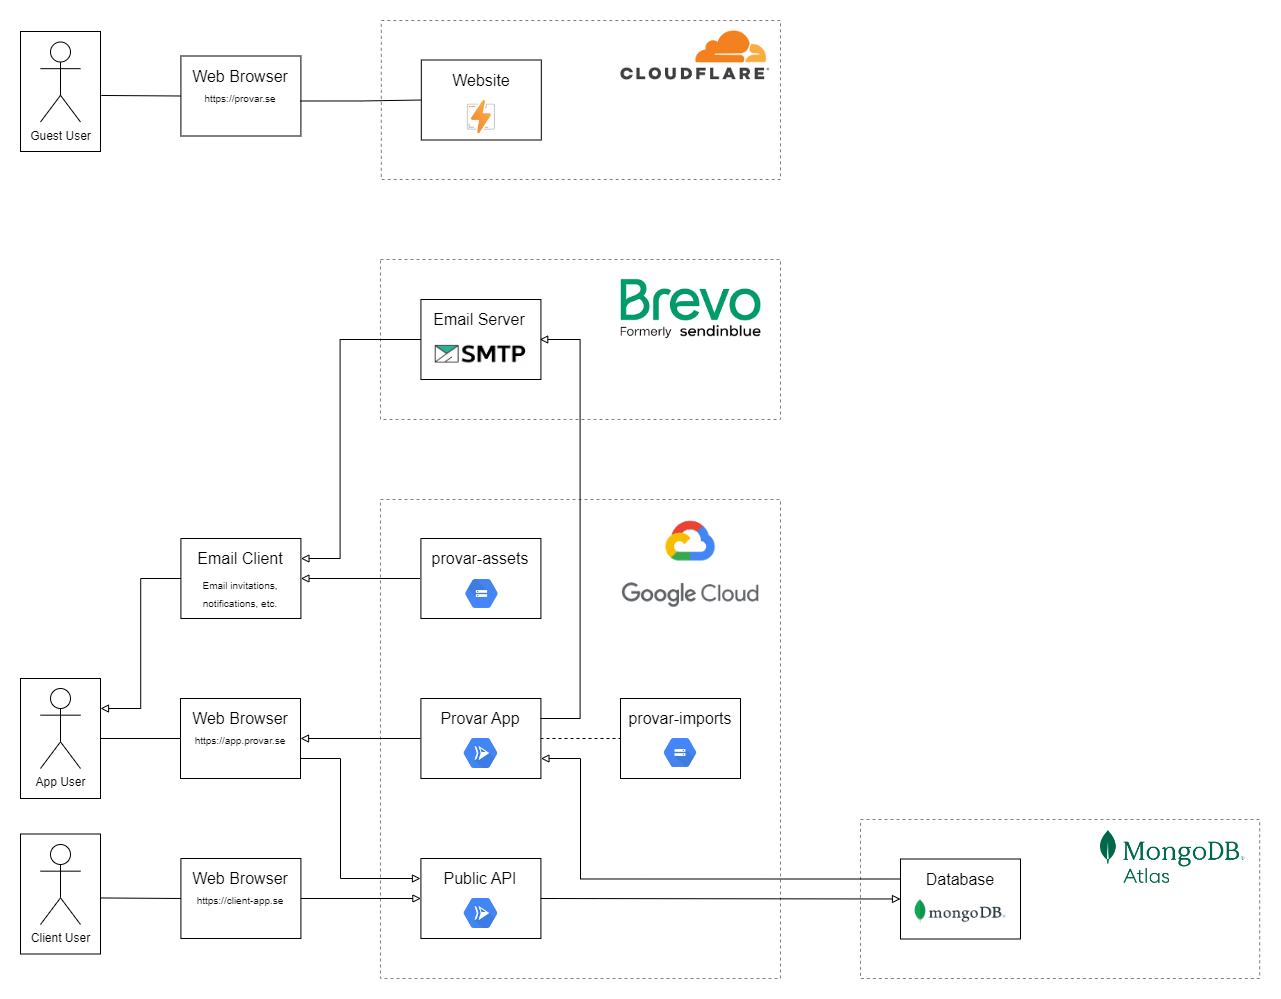 Guest User
Web Browser
https://provar.se
Website
CLOUDFLARE
Email Server
SMTP
Brevo
Formerly sendinblue
Email Client
Email invitations,
notifications, etc.
provar-assets
Google Cloud
App User
Web Browser
https://app.provar.se
Provar App
provar-imports
Client User
Web Browser
https://client-app.se
Public API
Database
mongoDB.
MongoDB.
Atlas